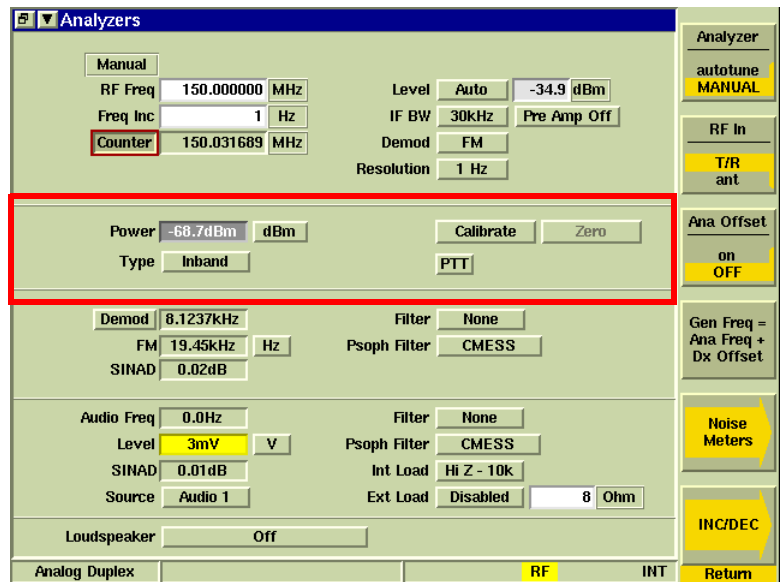 Analyzers
Manual
RF Freq 150.000000 MHz
Freq Inc 1 Hz
Counter 150.031689 MHz
Level Auto -34.9 dBm
IF BW 30kHz Pre Amp Off
Demod FM
Resolution 1 Hz
Power -68.7dBm dBm
Type Inband
Calibrate Zero
PTT
Demod 8.1237kHz
FM 19.45kHz Hz
SINAD 0.02dB
Filter None
Psoph Filter CMESS
Audio Freq 0.0Hz
Level 3mV V
SINAD 0.01dB
Source Audio 1
Filter None
Psoph Filter CMESS
Int Load Hi Z - 10k
Ext Load Disabled 8 Ohm
Loudspeaker Off
Analog Duplex RF INT
Analyzer
autotune
MANUAL
RF In
T/R
ant
Ana Offset
on
OFF
Gen Freq =
Ana Freq +
Dx Offset
Noise
Meters
INC/DEC
Return